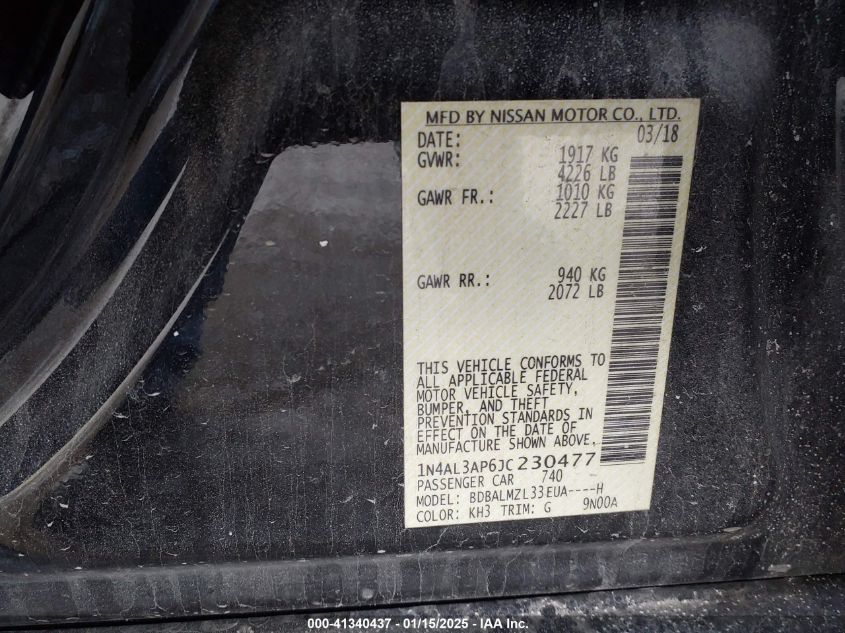 MFD BY NISSAN MOTOR CO., LTD.
DATE: 03/18
GVWR: 1917 KG
4226 LB
GAWR FR.: 1010 KG
2227 LB
GAWR RR.: 940 KG
2072 LB
THIS VEHICLE CONFORMS TO
ALL APPLICABLE FEDERAL
MOTOR VEHICLE SAFETY,
BUMPER, AND THEFT
PREVENTION STANDARDS IN
EFFECT ON THE DATE OF
MANUFACTURE SHOWN ABOVE.
1N4AL3AP6JC230477
PASSENGER CAR 740
MODEL: BDBALMZL33EUA----H
COLOR: KH3 TRIM: G 9N00A
000-41340437 - 01/15/2025 - IAA Inc.